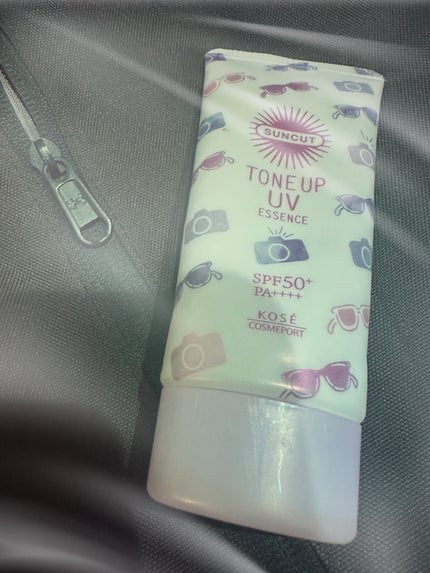 SUNCUT
TONE UP
UV
ESSENCE
SPF50+
PA++++
KOSÉ
COSMEPORT